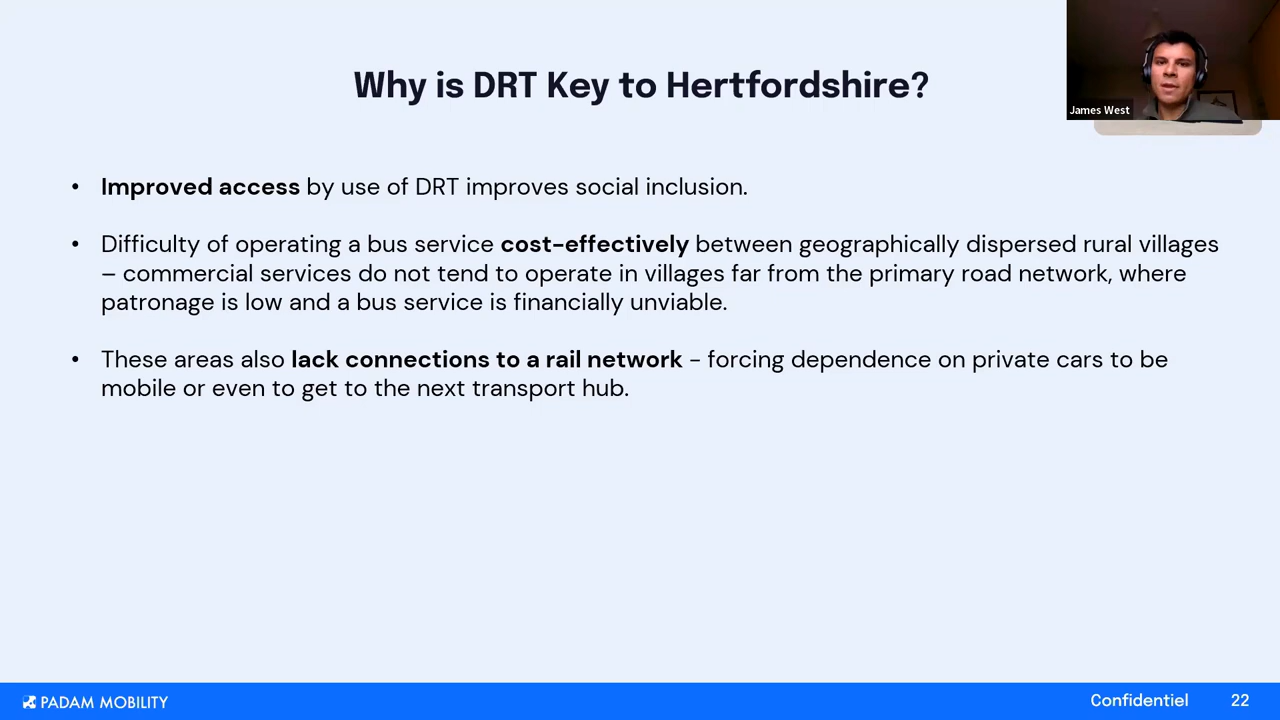 Why is DRT Key to Hertfordshire?
James West
• Improved access by use of DRT improves social inclusion.
• Difficulty of operating a bus service cost-effectively between geographically dispersed rural villages
– commercial services do not tend to operate in villages far from the primary road network, where
patronage is low and a bus service is financially unviable.
• These areas also lack connections to a rail network - forcing dependence on private cars to be
mobile or even to get to the next transport hub.
PADAM MOBILITY
Confidentiel 22